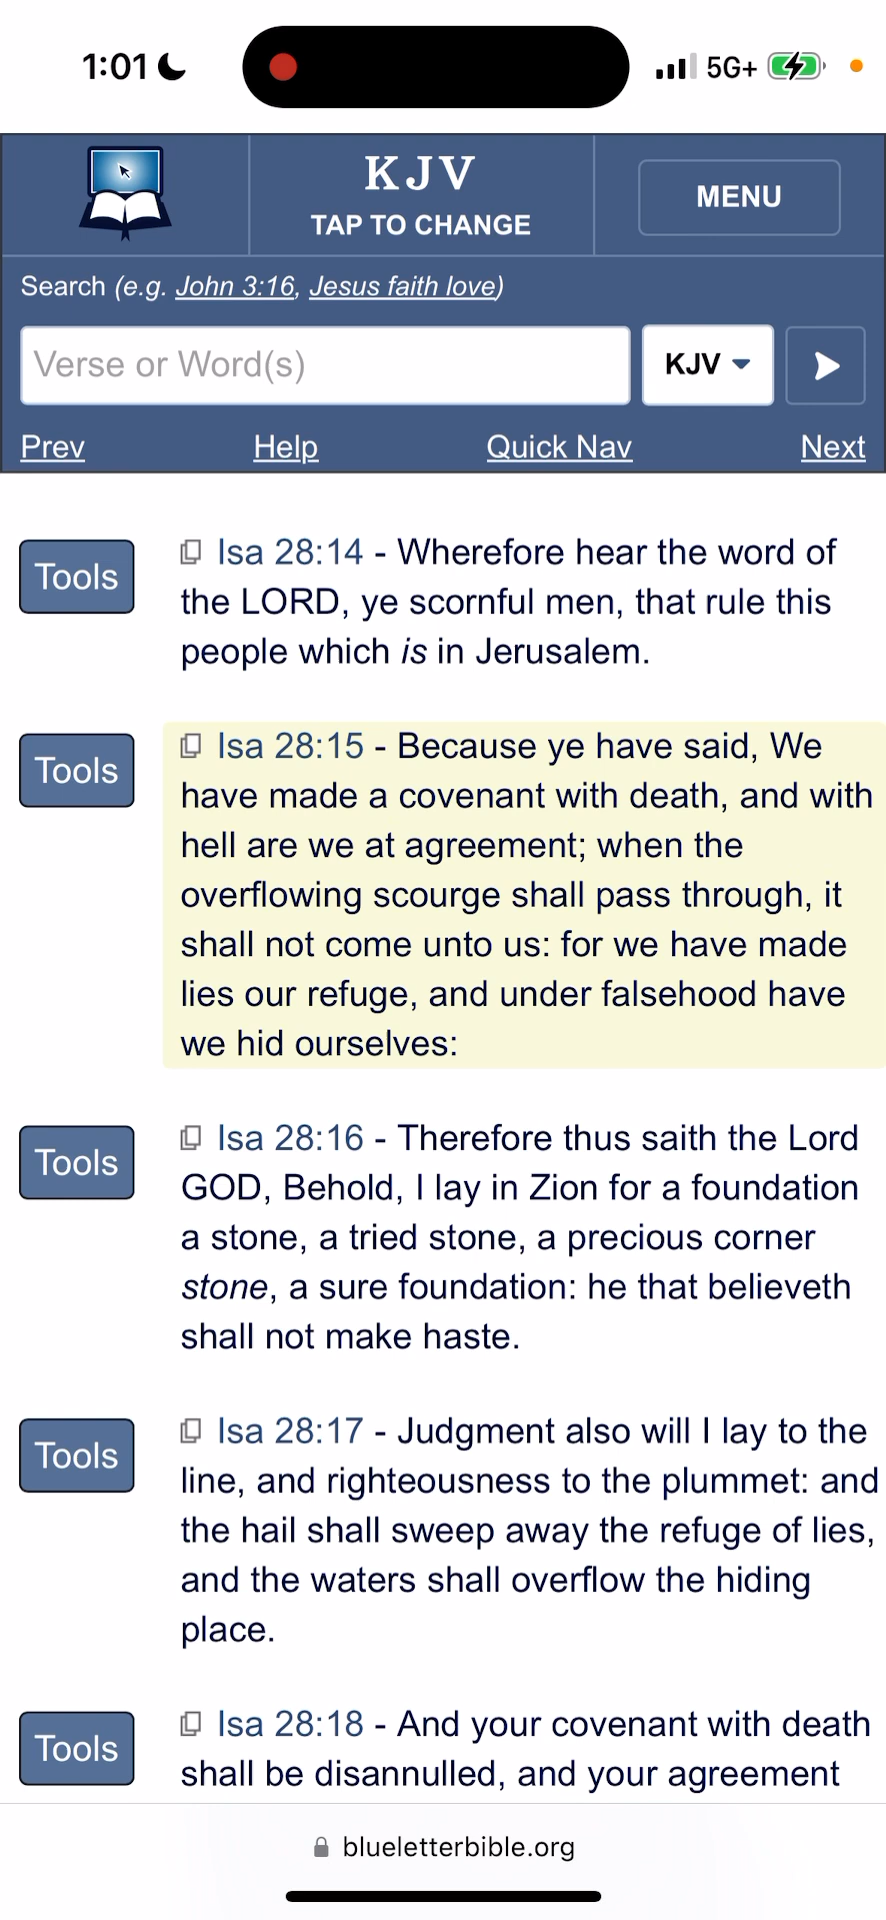 1:01 5G+
KJV
TAP TO CHANGE
MENU
Search (e.g. John 3:16, Jesus faith love)
Verse or Word(s) KJV
Prev Help Quick Nav Next
Tools
Isa 28:14 - Wherefore hear the word of
the LORD, ye scornful men, that rule this
people which is in Jerusalem.
Tools
Isa 28:15 - Because ye have said, We
have made a covenant with death, and with
hell are we at agreement; when the
overflowing scourge shall pass through, it
shall not come unto us: for we have made
lies our refuge, and under falsehood have
we hid ourselves:
Tools
Isa 28:16 - Therefore thus saith the Lord
GOD, Behold, I lay in Zion for a foundation
a stone, a tried stone, a precious corner
stone, a sure foundation: he that believeth
shall not make haste.
Tools
Isa 28:17 - Judgment also will I lay to the
line, and righteousness to the plummet: and
the hail shall sweep away the refuge of lies,
and the waters shall overflow the hiding
place.
Tools
Isa 28:18 - And your covenant with death
shall be disannulled, and your agreement
blueletterbible.org